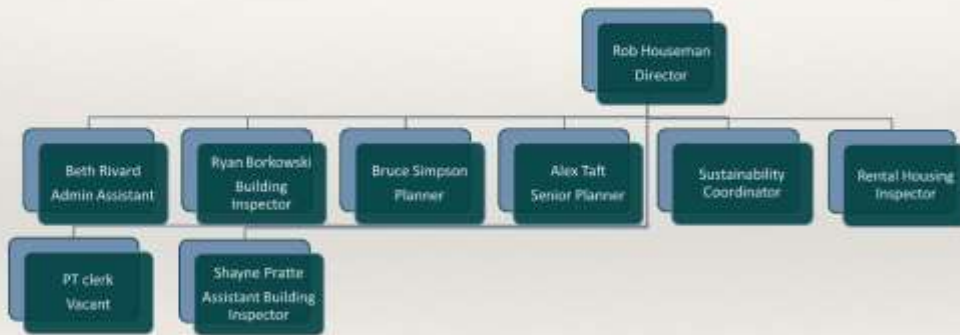 Rob Houseman
Director
Beth Rivard
Admin Assistant
Ryan Borkowski
Building
Inspector
Bruce Simpson
Planner
Alex Taft
Senior Planner
Sustainability
Coordinator
Rental Housing
Inspector
PT clerk
Vacant
Shayne Pratte
Assistant Building
Inspector